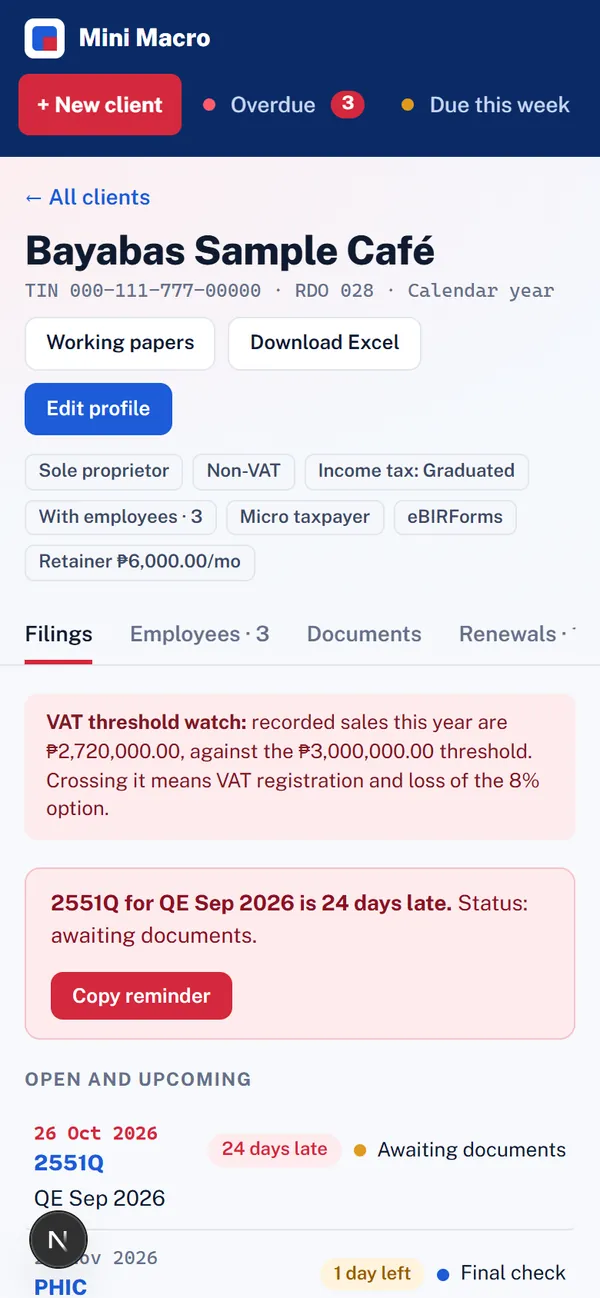 Mini Macro
+ New client
Overdue 3
Due this week
← All clients
Bayabas Sample Café
TIN 000-111-777-00000 · RDO 028 · Calendar year
Working papers
Download Excel
Edit profile
Sole proprietor
Non-VAT
Income tax: Graduated
With employees · 3
Micro taxpayer
eBIRForms
Retainer ₱6,000.00/mo
Filings
Employees · 3
Documents
Renewals ·
VAT threshold watch: recorded sales this year are
₱2,720,000.00, against the ₱3,000,000.00 threshold.
Crossing it means VAT registration and loss of the 8%
option.
2551Q for QE Sep 2026 is 24 days late. Status:
awaiting documents.
Copy reminder
OPEN AND UPCOMING
26 Oct 2026
2551Q
QE Sep 2026
24 days late
Awaiting documents
N
2026
PHIC
1 day left
Final check